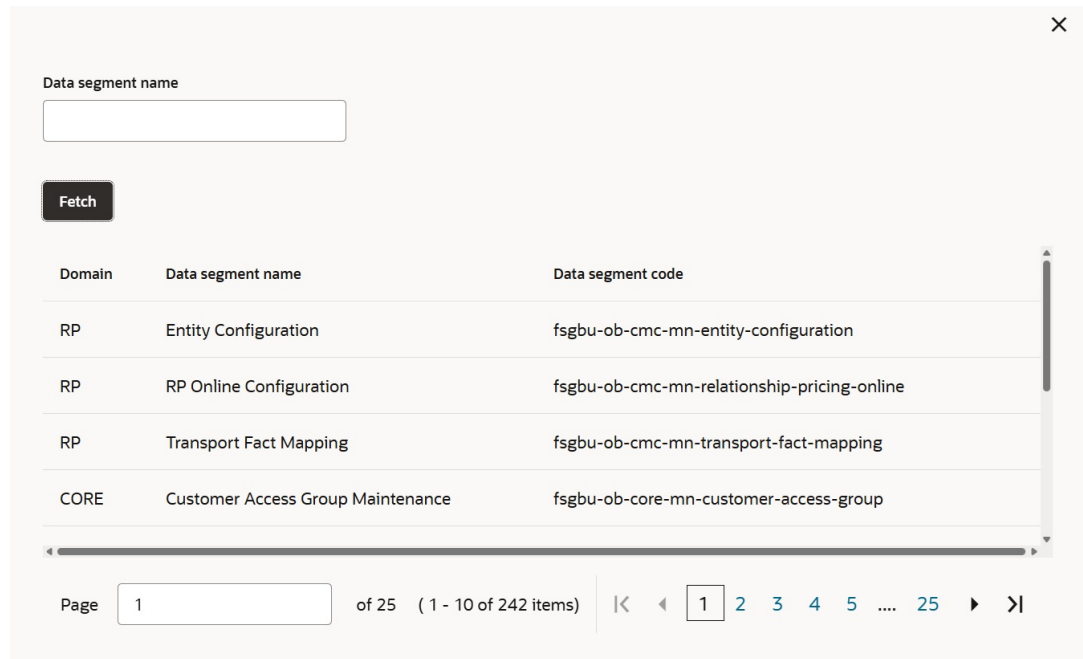 Data segment name
Fetch
Domain Data segment name Data segment code
RP Entity Configuration fsgbu-ob-cmc-mn-entity-configuration
RP RP Online Configuration fsgbu-ob-cmc-mn-relationship-pricing-online
RP Transport Fact Mapping fsgbu-ob-cmc-mn-transport-fact-mapping
CORE Customer Access Group Maintenance fsgbu-ob-core-mn-customer-access-group
Page 1 of 25 ( 1 - 10 of 242 items) 1 2 3 4 5 .... 25